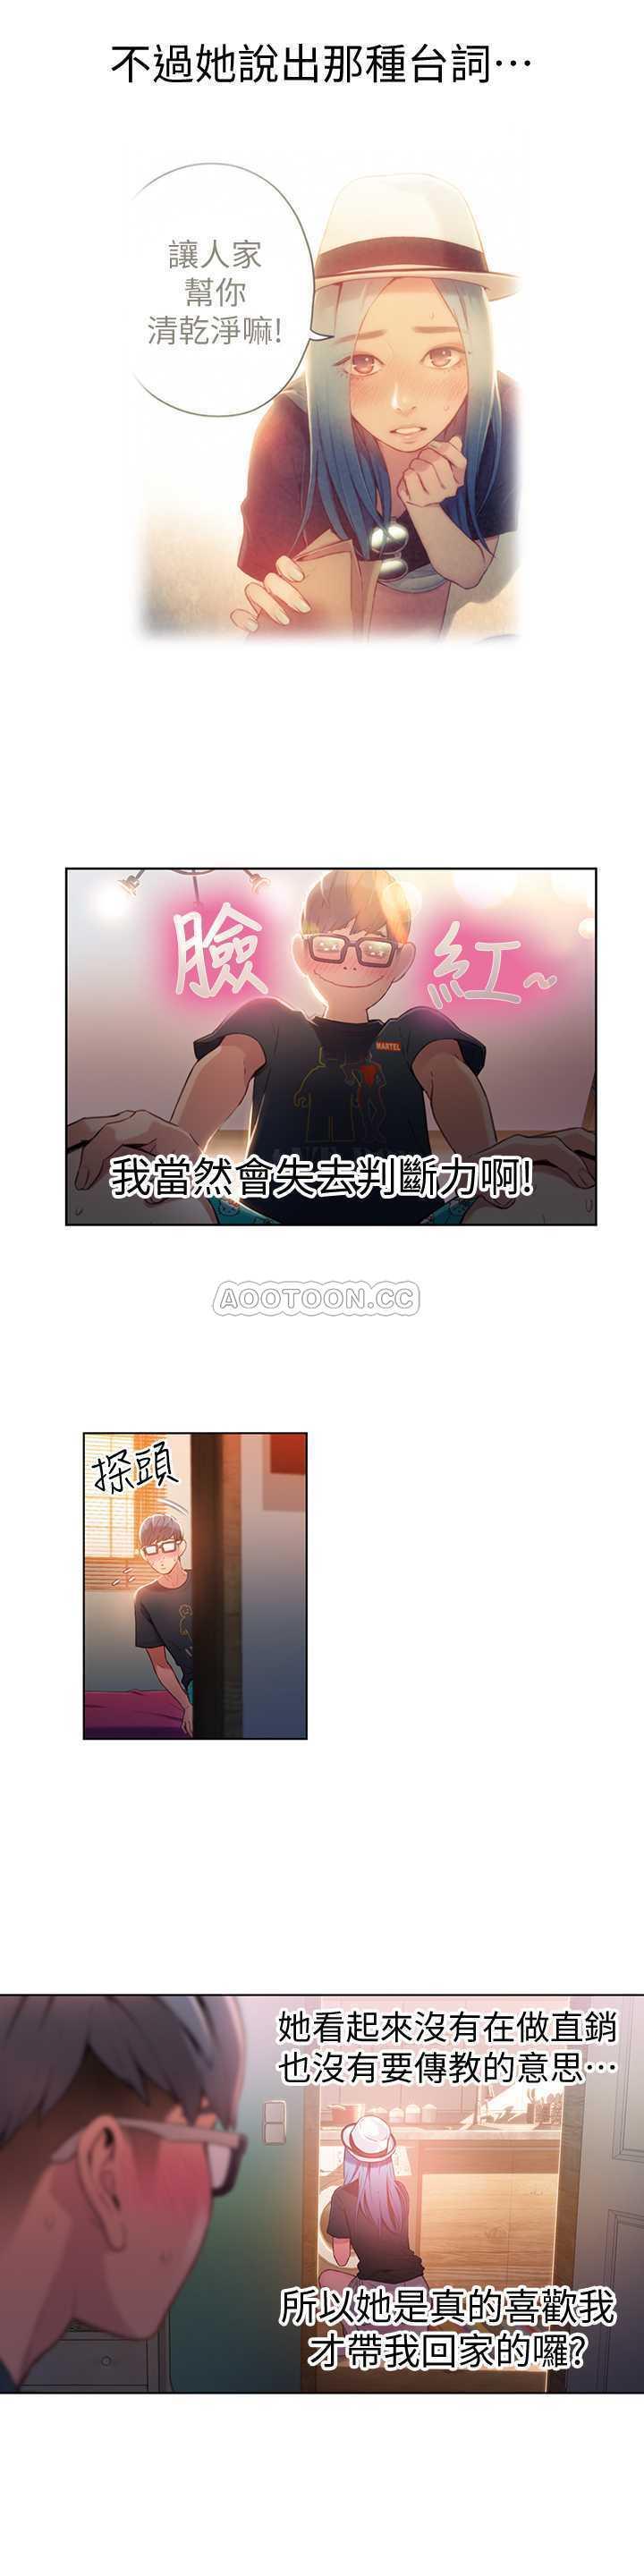 不過她說出那種台詞⋯
讓人家
幫你
清乾淨嘛!
臉
紅~
MARTEL
我當然會失去判斷力啊!
AOOTOON.CC
探頭
她看起來沒有在做直銷
也沒有要傳教的意思⋯
所以她是真的喜歡我
才帶我回家的囉?